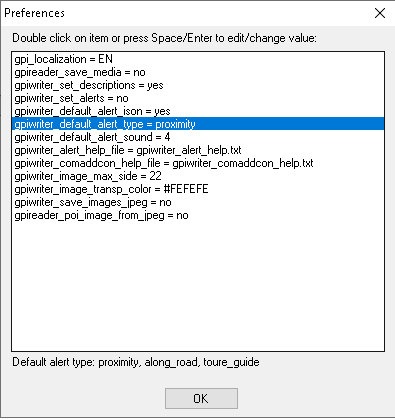 Preferences
Double click on item or press Space/Enter to edit/change value:
gpi_localization = EN
gpireader_save_media = no
gpiwriter_set_descriptions = yes
gpiwriter_set_alerts = no
gpiwriter_default_alert_ison = yes
gpiwriter_default_alert_type = proximity
gpiwriter_default_alert_sound = 4
gpiwriter_alert_help_file = gpiwriter_alert_help.txt
gpiwriter_comaddcon_help_file = gpiwriter_comaddcon_help.txt
gpiwriter_image_max_side = 22
gpiwriter_image_transp_color = #FEFEFE
gpiwriter_save_images_jpeg = no
gpireader_poi_image_from_jpeg = no
Default alert type: proximity, along_road, toure_guide
OK